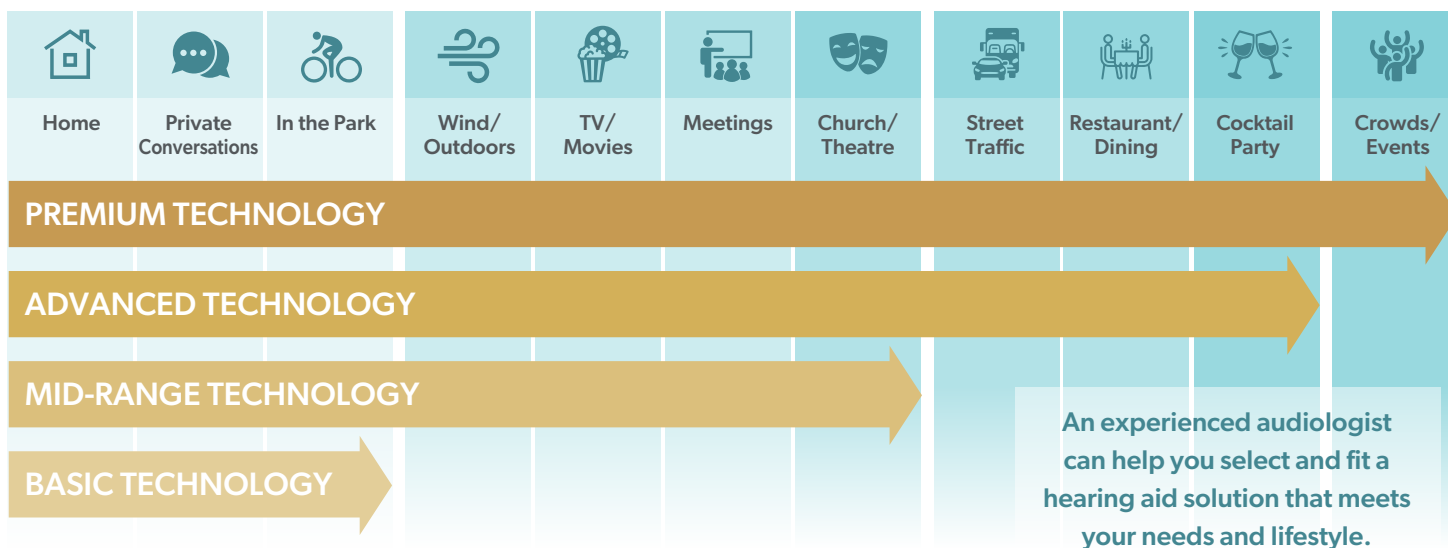 Home
Private
Conversations
In the Park
Wind/
Outdoors
TV/
Movies
Meetings
Church/
Theatre
Street
Traffic
Restaurant/
Dining
Cocktail
Party
Crowds/
Events
PREMIUM TECHNOLOGY
ADVANCED TECHNOLOGY
MID-RANGE TECHNOLOGY
BASIC TECHNOLOGY
An experienced audiologist
can help you select and fit a
hearing aid solution that meets
your needs and lifestyle.